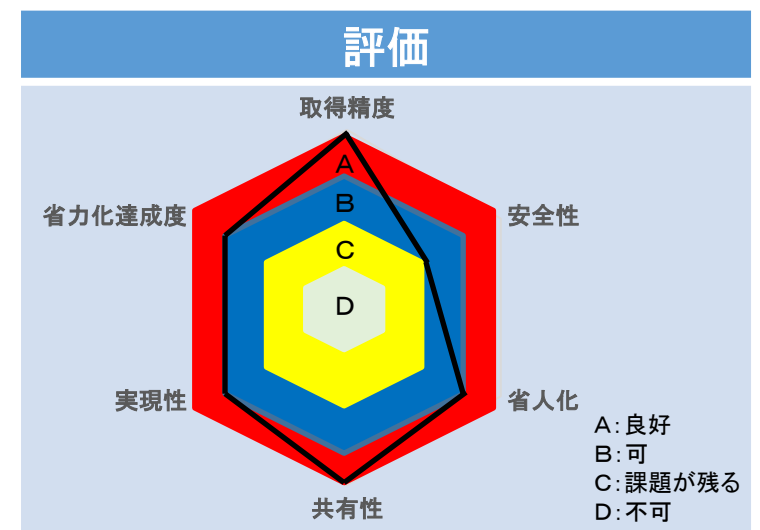 評価
取得精度
A
B
省力化達成度
安全性
C
D
実現性
省人化
A:良好
B:可
C:課題が残る
D:不可
共有性